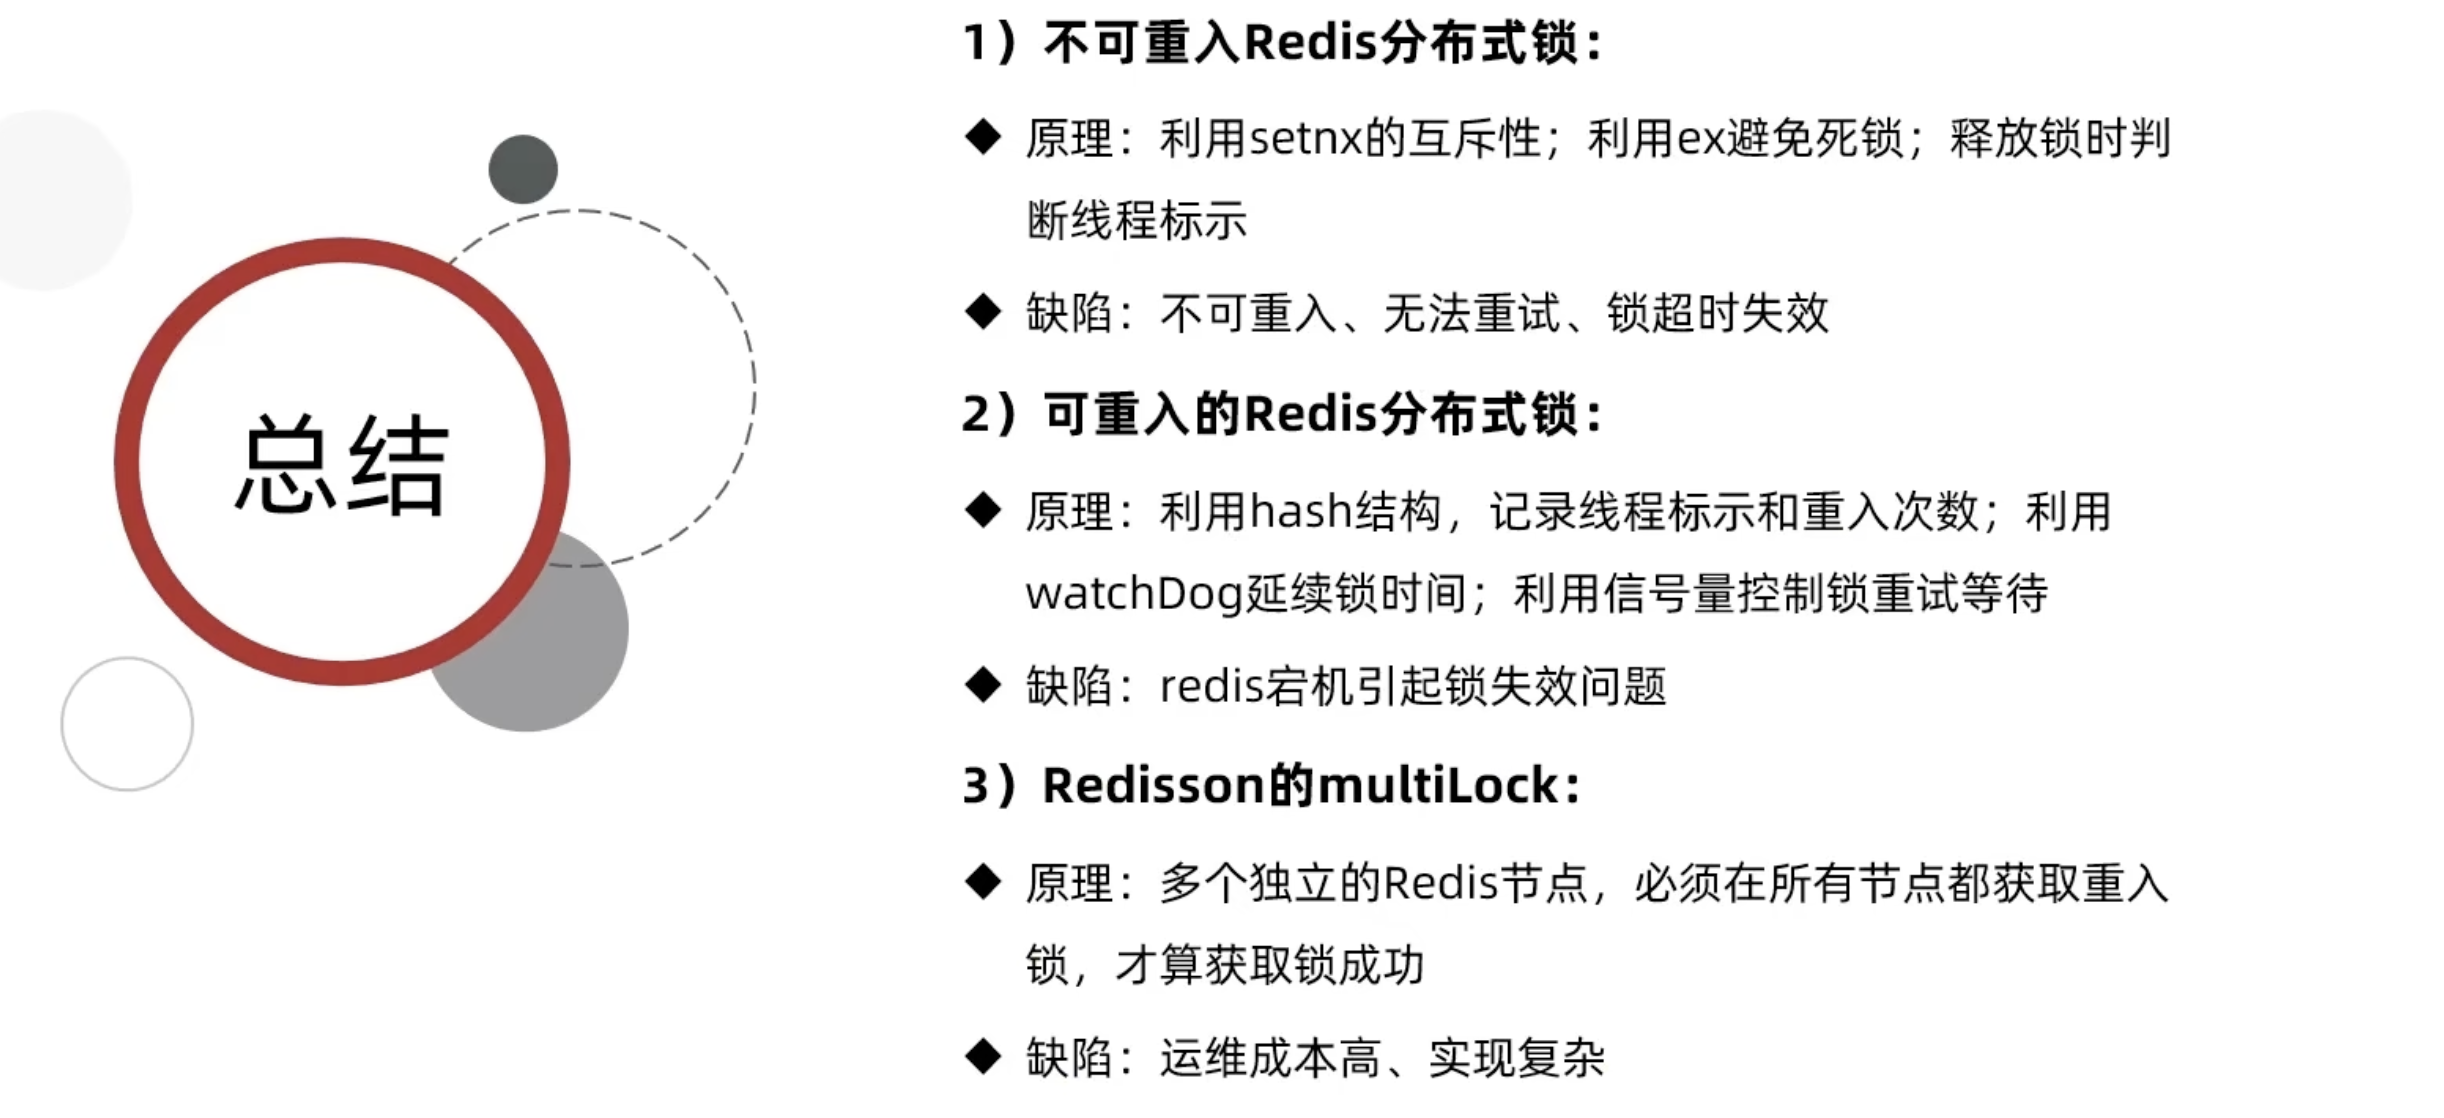 总结
1）不可重入Redis分布式锁：
◆ 原理：利用setnx的互斥性；利用ex避免死锁；释放锁时判
断线程标示
◆ 缺陷：不可重入、无法重试、锁超时失效
2）可重入的Redis分布式锁：
◆ 原理：利用hash结构，记录线程标示和重入次数；利用
watchDog延续锁时间；利用信号量控制锁重试等待
◆ 缺陷：redis宕机引起锁失效问题
3）Redisson的multiLock：
◆ 原理：多个独立的Redis节点，必须在所有节点都获取重入
锁，才算获取锁成功
◆ 缺陷：运维成本高、实现复杂